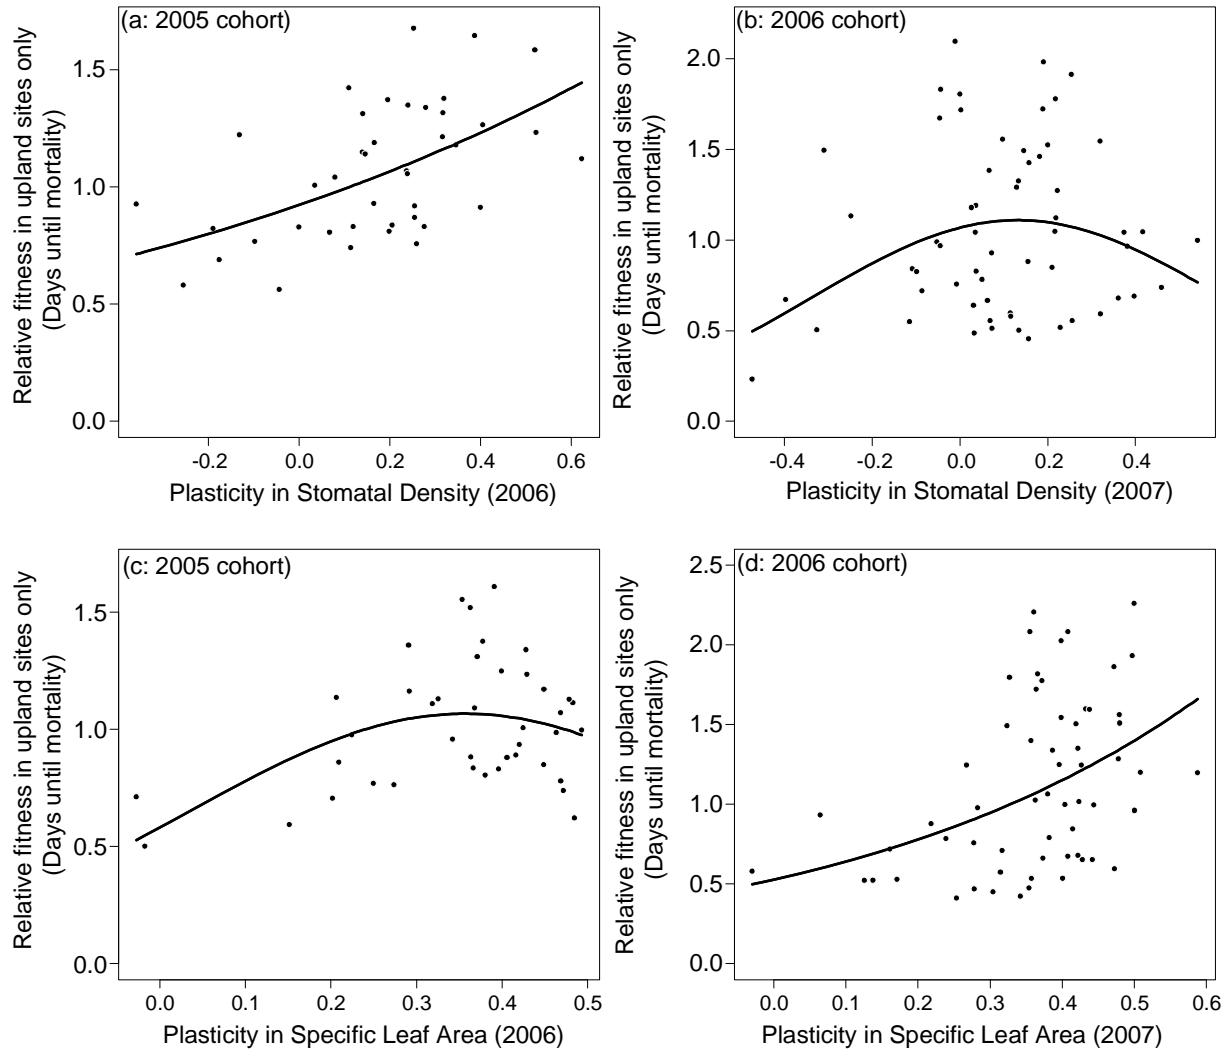 (a: 2005 cohort)
Relative fitness in upland sites only
(Days until mortality)
1.5
1.0
0.5
0.0
-0.2 0.0 0.2 0.4 0.6
Plasticity in Stomatal Density (2006)
(b: 2006 cohort)
Relative fitness in upland sites only
(Days until mortality)
2.0
1.5
1.0
0.5
0.0
-0.4 -0.2 0.0 0.2 0.4
Plasticity in Stomatal Density (2007)
(c: 2005 cohort)
Relative fitness in upland sites only
(Days until mortality)
1.5
1.0
0.5
0.0
0.0 0.1 0.2 0.3 0.4 0.5
Plasticity in Specific Leaf Area (2006)
(d: 2006 cohort)
Relative fitness in upland sites only
(Days until mortality)
2.5
2.0
1.5
1.0
0.5
0.0
0.0 0.1 0.2 0.3 0.4 0.5 0.6
Plasticity in Specific Leaf Area (2007)